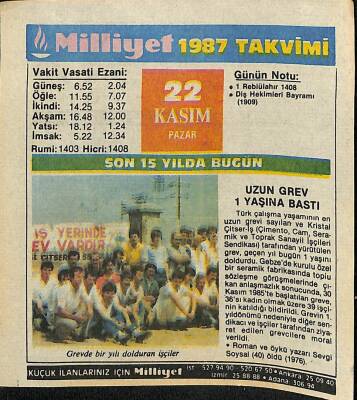 Milliyet 1987 TAKVİMİ
Vakit Vasati Ezani:
Güneş: 6.52 2.04
Öğle: 11.55 7.07
İkindi: 14.25 9.37
Akşam: 16.48 12.00
Yatsı: 18.12 1.24
İmsak: 5.22 12.34
Rumi: 1403 Hicri: 1408
22
KASIM
PAZAR
Günün Notu:
• 1 Rebiülahir 1408
• Diş Hekimleri Bayramı
(1909)
SON 15 YILDA BUGÜN
İŞ YERİNDE
EV VARDIR
Grevde bir yılı dolduran işçiler
UZUN GREV
1 YAŞINA BASTI
Türk çalışma yaşamının en
uzun grevi sayılan ve Kristal
Çitser-İş (Çimento, Cam, Sera-
mik ve Toprak Sanayii İşçileri
Sendikası) tarafından yürütülen
grev, geçen yıl bugün 1 yaşını
doldurdu. Gebze'de kurulu özel
bir seramik fabrikasında toplu
sözleşme görüşmelerinde çı-
kan anlaşmazlık sonucunda, 30
Kasım 1985'te başlatılan greve,
36'sı kadın olmak üzere 39 işçi-
nin katıldığı bildirildi. Grevin 1.
yıldönümü nedeniyle diğer sen-
dikacı ve işçiler tarafından ziya-
ret edilen grevcilere moral
verildi.
• Roman ve öykü yazarı Sevgi
Soysal (40) öldü (1976).
KÜÇÜK İLANLARINIZ İÇİN Milliyet
İST 527 94 90 - 520 67 50 • Ankara 25 09 40
İzmir 25 88 88 • Adana 306 94